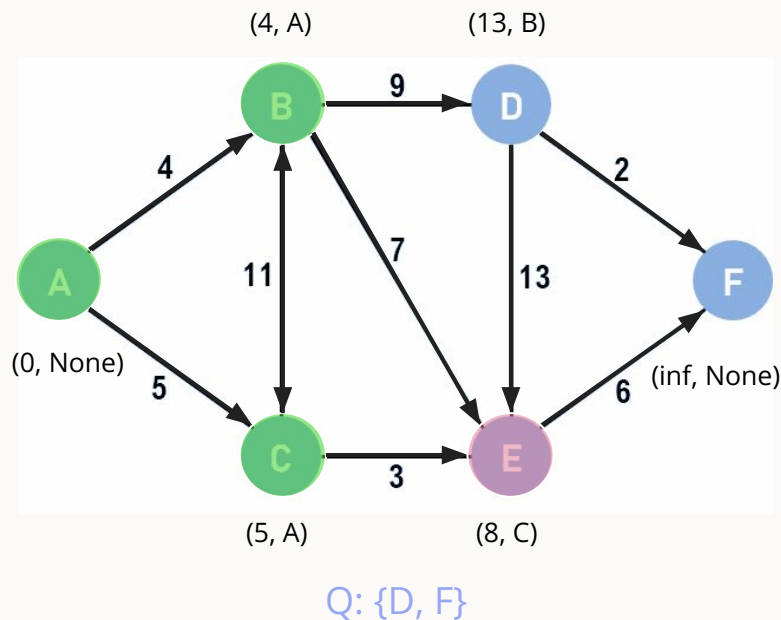 (4, A) (13, B)
B 9 D
4 2
7
A 11 13 F
(0, None) (inf, None)
5 6
C 3 E
(5, A) (8, C)
Q: {D, F}